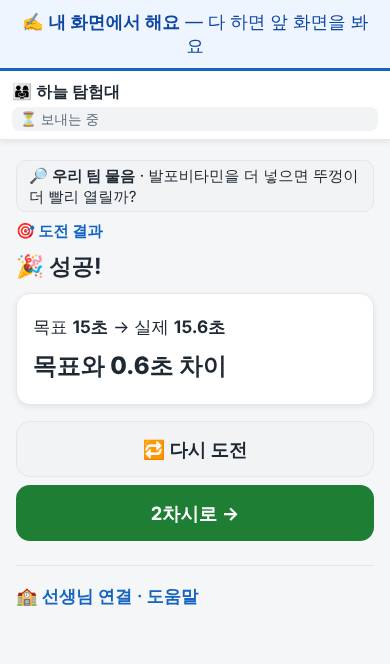 ✍️ 내 화면에서 해요 — 다 하면 앞 화면을 봐
요
👨‍👩‍👧 하늘 탐험대
⏳ 보내는 중
🔎 우리 팀 물음 · 발포비타민을 더 넣으면 뚜껑이
더 빨리 열릴까?
🎯 도전 결과
🎉 성공!
목표 15초 → 실제 15.6초
목표와 0.6초 차이
🔁 다시 도전
2차시로 →
🏫 선생님 연결 · 도움말